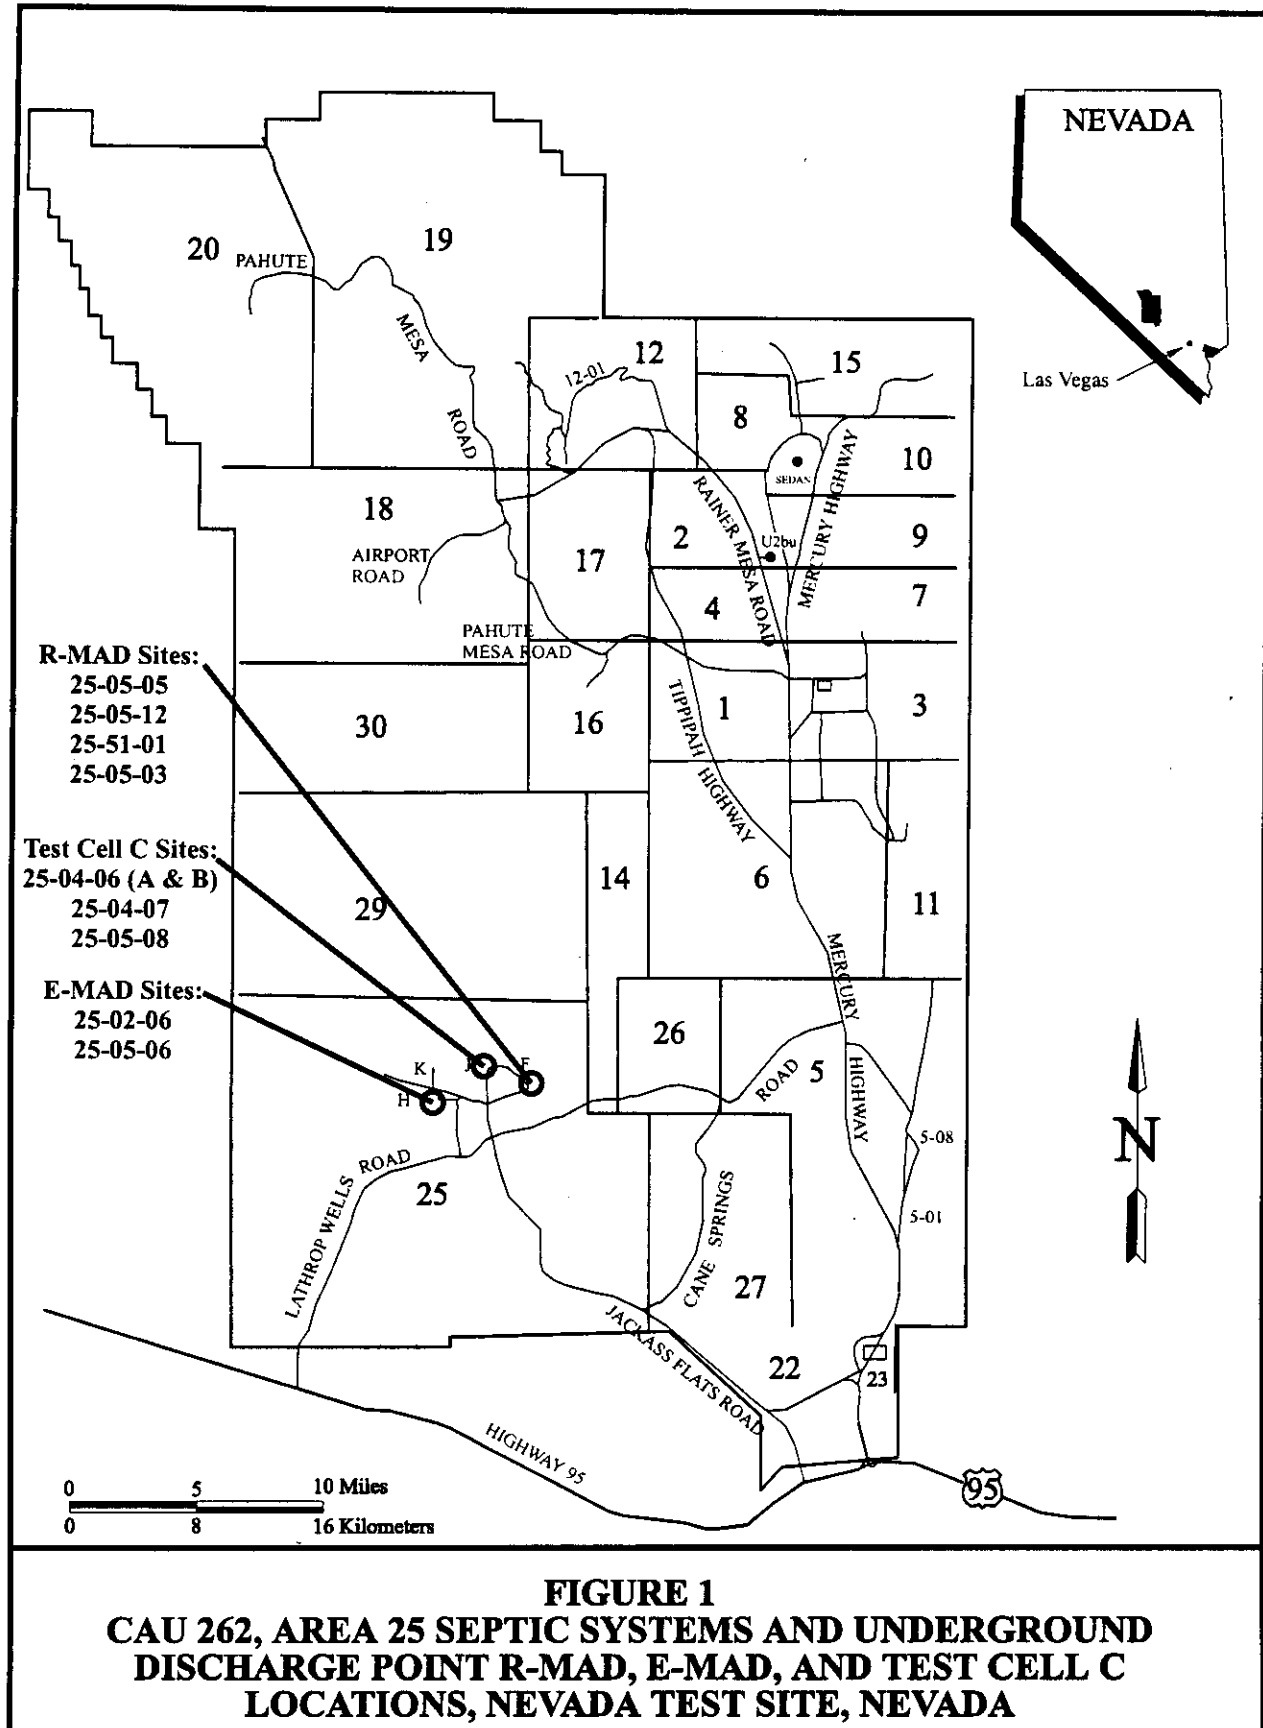 NEVADA
Las Vegas
20
19
PAHUTE
MESA
ROAD
12
12-01
15
8
10
SEDAN
MERCURY HIGHWAY
18
AIRPORT
ROAD
17
2
RAINER MESA ROAD
U2bu
9
4
7
PAHUTE
MESA ROAD
R-MAD Sites:
25-05-05
25-05-12
25-51-01
25-05-03
30
16
TIPPIPAH HIGHWAY
1
3
Test Cell C Sites:
25-04-06 (A & B)
25-04-07
25-05-08
29
14
6
11
MERCURY
HIGHWAY
E-MAD Sites:
25-02-06
25-05-06
26
K
H
ROAD
5
5-08
5-01
N
LATHROP WELLS
ROAD
25
CANE SPRINGS
27
JACKASS FLATS ROAD
22
23
HIGHWAY 95
95
0 5 10 Miles
0 8 16 Kilometers
FIGURE 1
CAU 262, AREA 25 SEPTIC SYSTEMS AND UNDERGROUND
DISCHARGE POINT R-MAD, E-MAD, AND TEST CELL C
LOCATIONS, NEVADA TEST SITE, NEVADA